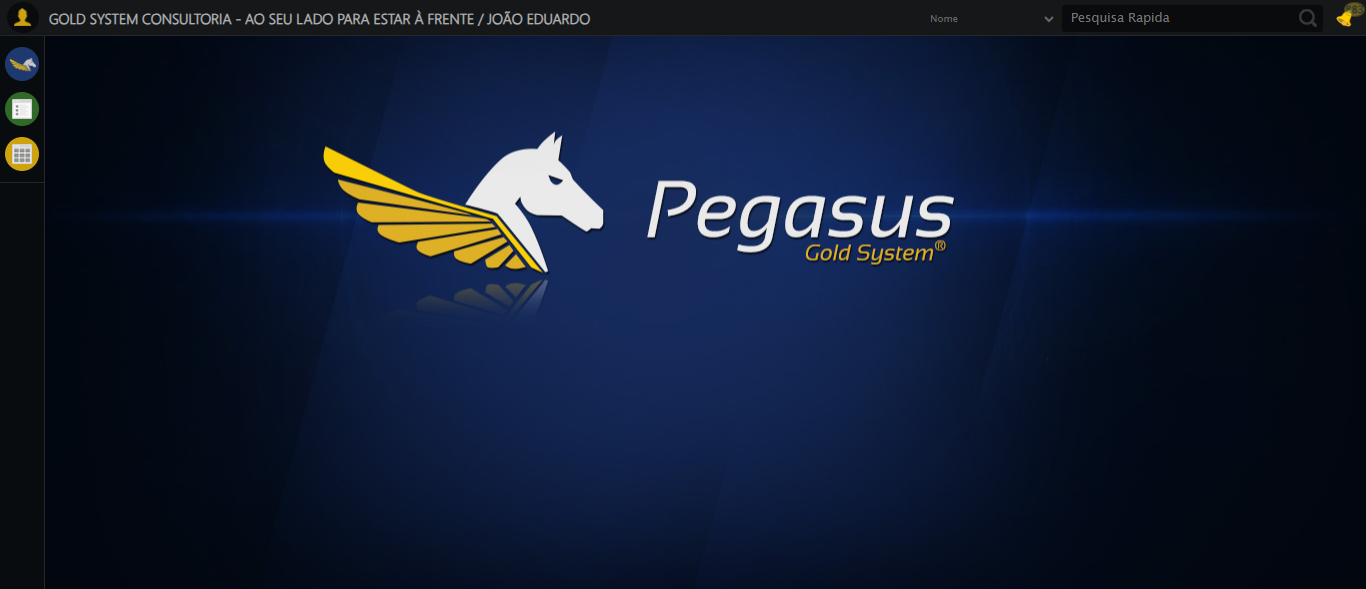 GOLD SYSTEM CONSULTORIA - AO SEU LADO PARA ESTAR À FRENTE / JOÃO EDUARDO
Nome
Pesquisa Rapida
Pegasus
Gold System®